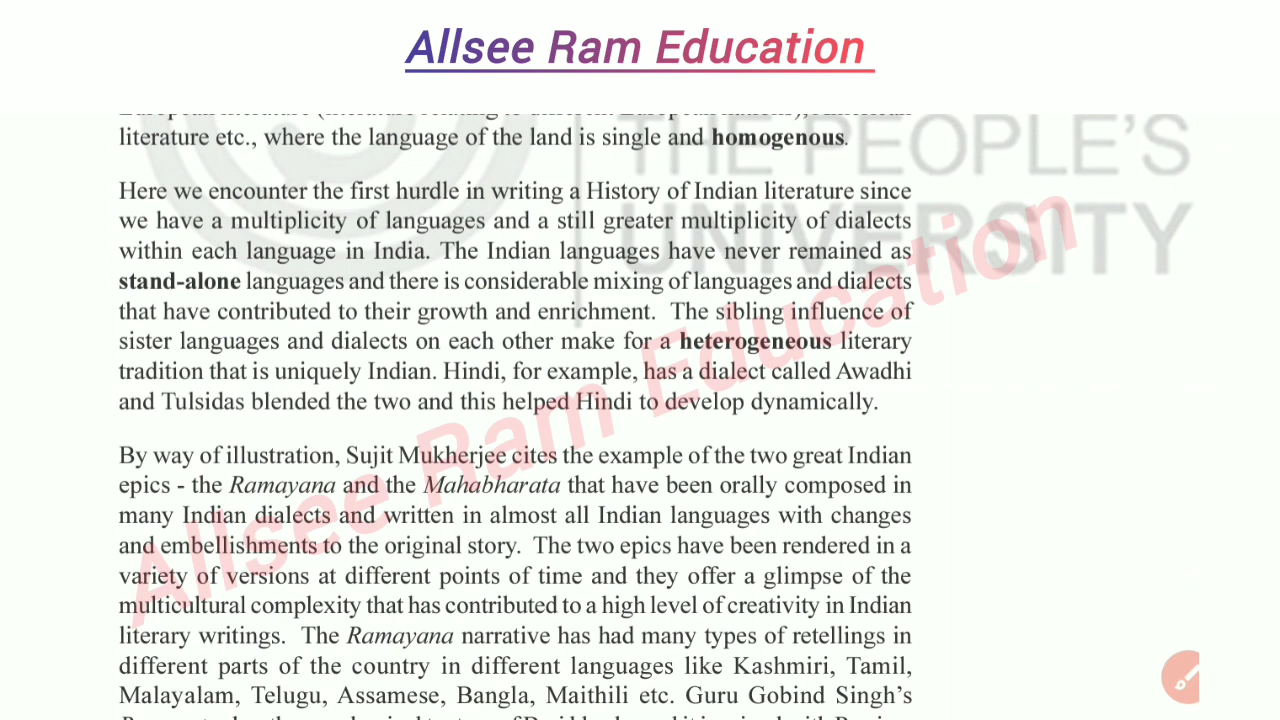 Allsee Ram Education
literature etc., where the language of the land is single and homogenous.
THE PEOPLE'S
UNIVERSITY
Here we encounter the first hurdle in writing a History of Indian literature since
we have a multiplicity of languages and a still greater multiplicity of dialects
within each language in India. The Indian languages have never remained as
stand-alone languages and there is considerable mixing of languages and dialects
that have contributed to their growth and enrichment. The sibling influence of
sister languages and dialects on each other make for a heterogeneous literary
tradition that is uniquely Indian. Hindi, for example, has a dialect called Awadhi
and Tulsidas blended the two and this helped Hindi to develop dynamically.
Allsee Ram Education
By way of illustration, Sujit Mukherjee cites the example of the two great Indian
epics - the Ramayana and the Mahabharata that have been orally composed in
many Indian dialects and written in almost all Indian languages with changes
and embellishments to the original story. The two epics have been rendered in a
variety of versions at different points of time and they offer a glimpse of the
multicultural complexity that has contributed to a high level of creativity in Indian
literary writings. The Ramayana narrative has had many types of retellings in
different parts of the country in different languages like Kashmiri, Tamil,
Malayalam, Telugu, Assamese, Bangla, Maithili etc. Guru Gobind Singh's